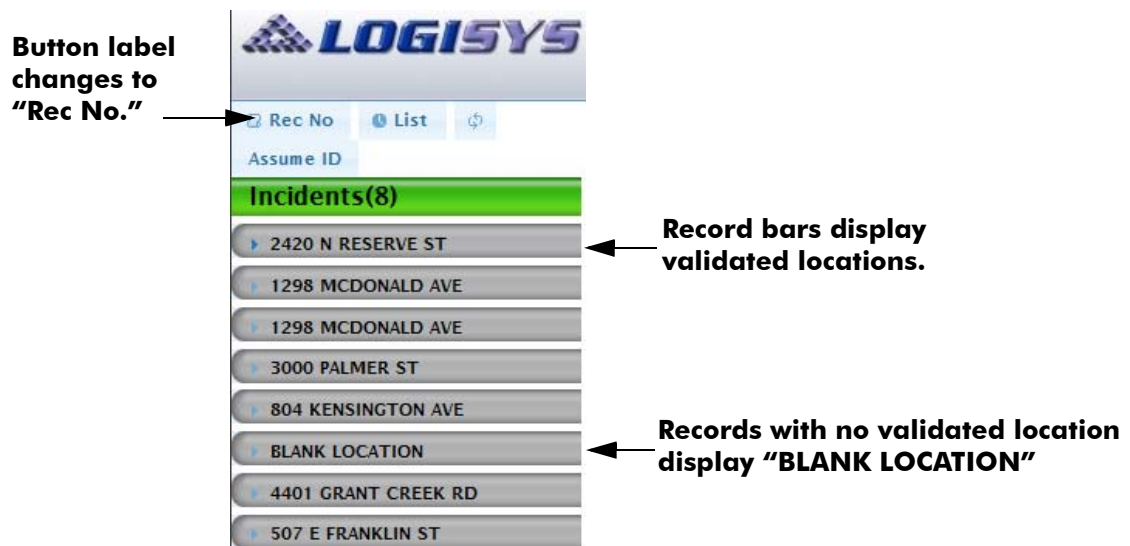 LOGISYS
Button label
changes to
“Rec No.”
Rec No List
Assume ID
Incidents(8)
2420 N RESERVE ST
Record bars display
validated locations.
1298 MCDONALD AVE
1298 MCDONALD AVE
3000 PALMER ST
804 KENSINGTON AVE
BLANK LOCATION
Records with no validated location
display “BLANK LOCATION”
4401 GRANT CREEK RD
507 E FRANKLIN ST